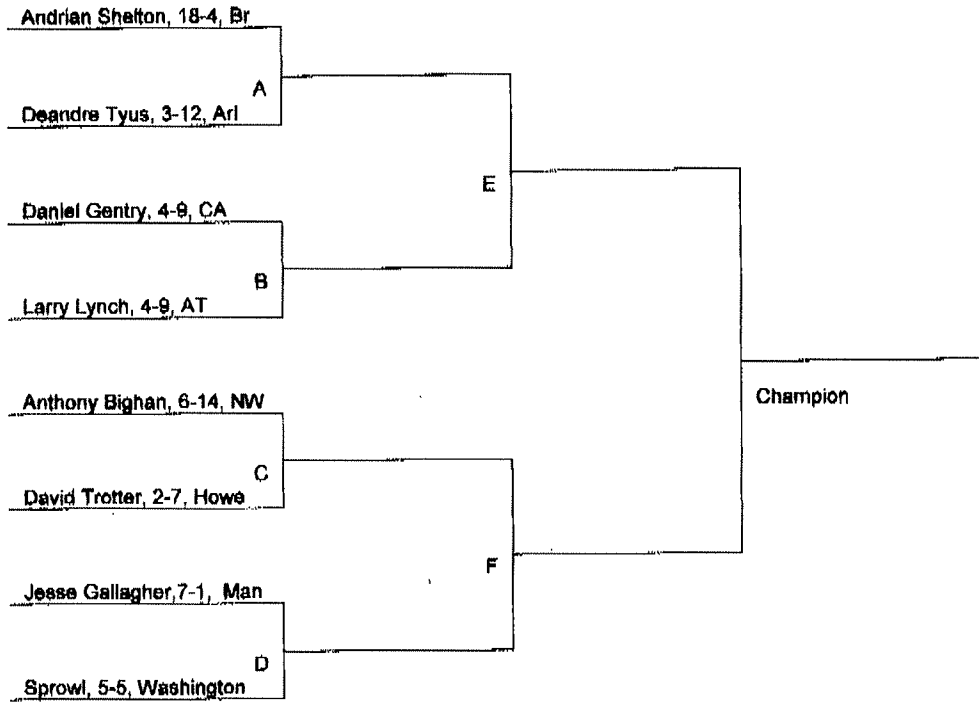 Andrian Shelton, 18-4, Br
A
Deandre Tyus, 3-12, Arl
E
Daniel Gentry, 4-9, CA
B
Larry Lynch, 4-9, AT
Champion
Anthony Bighan, 6-14, NW
C
David Trotter, 2-7, Howe
F
Jesse Gallagher,7-1, Man
D
Sprowl, 5-5, Washington